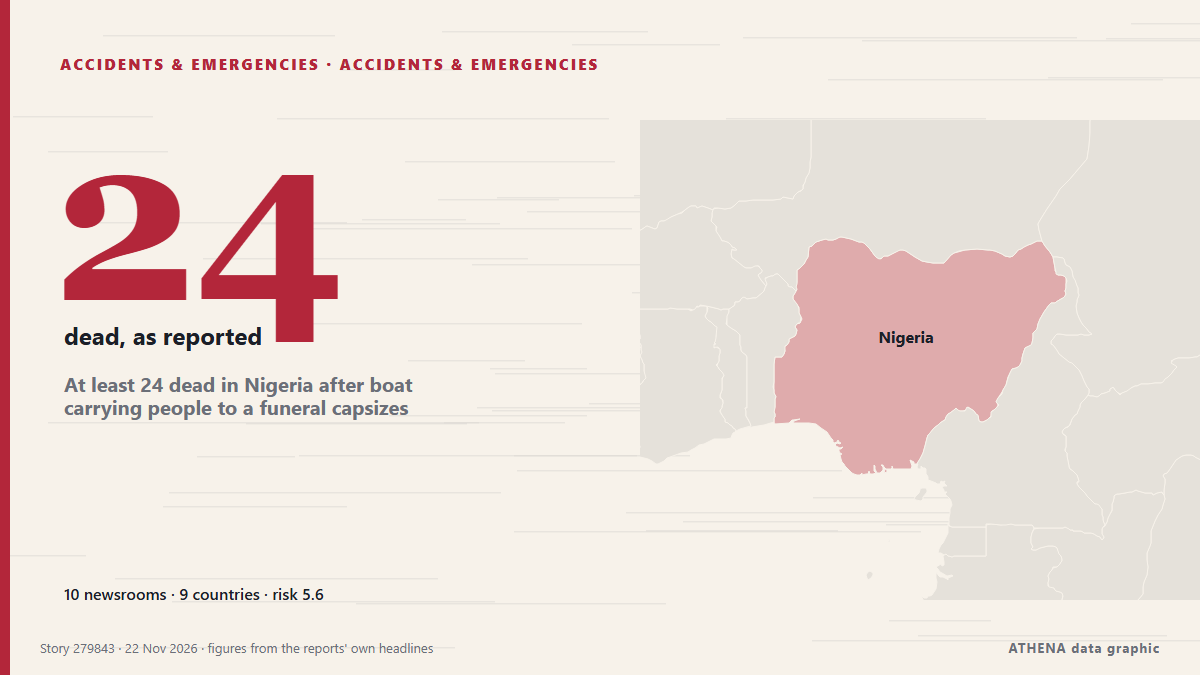 ACCIDENTS & EMERGENCIES · ACCIDENTS & EMERGENCIES
24
dead, as reported
At least 24 dead in Nigeria after boat
carrying people to a funeral capsizes
Nigeria
10 newsrooms · 9 countries · risk 5.6
Story 279843 · 22 Nov 2026 · figures from the reports' own headlines
ATHENA data graphic